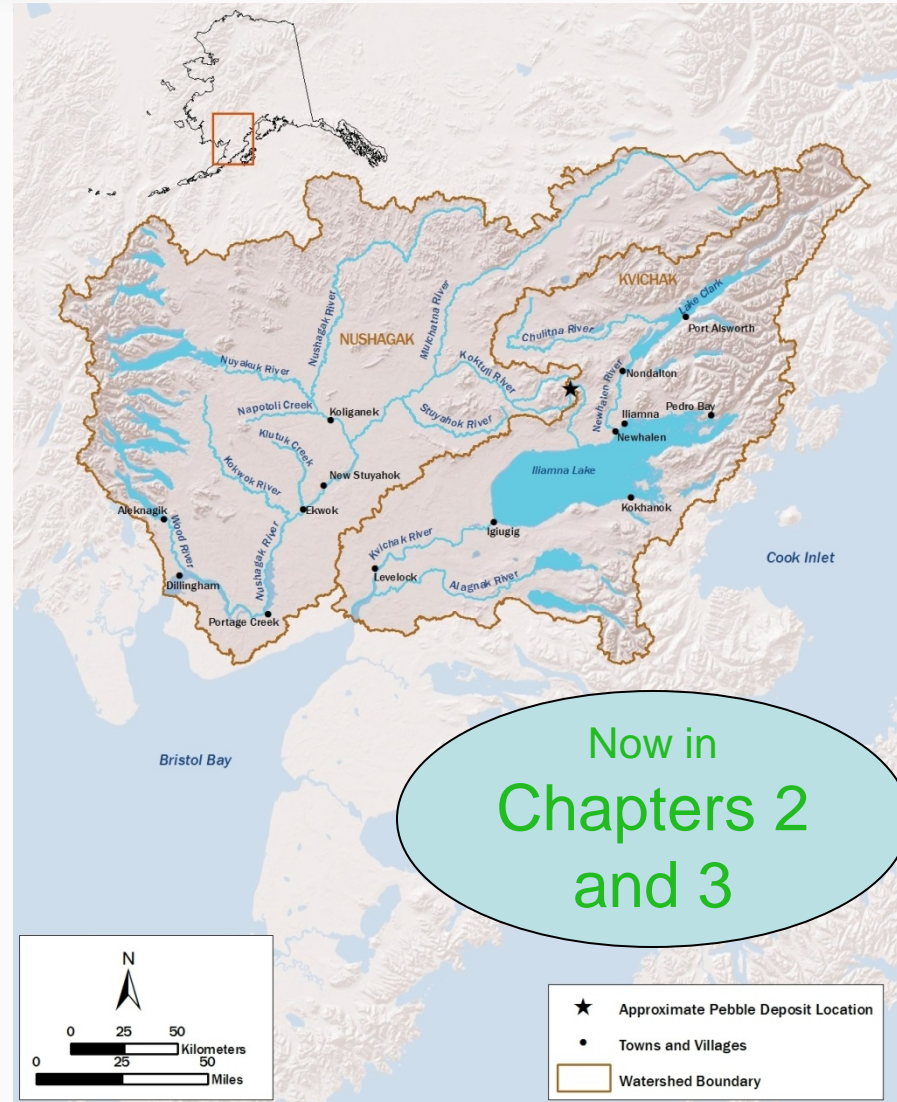 KVICHAK
Lake Clark
Port Alsworth
Chulitna River
Nushagak River
NUSHAGAK
Mulchatna River
Nuyakuk River
Koktuli River
Newhalen River
Nondalton
Napotoli Creek
Koliganek
Stuyahok River
Iliamna
Pedro Bay
Newhalen
Klutuk Creek
Kokwok River
New Stuyahok
Iliamna Lake
Kokhanok
Aleknagik
Wood River
Ekwok
Nushagak River
Igiugig
Kvichak River
Cook Inlet
Dillingham
Levelock
Alagnak River
Portage Creek
Bristol Bay
Now in
Chapters 2
and 3
N
0 25 50
Kilometers
0 25 50
Miles
Approximate Pebble Deposit Location
Towns and Villages
Watershed Boundary